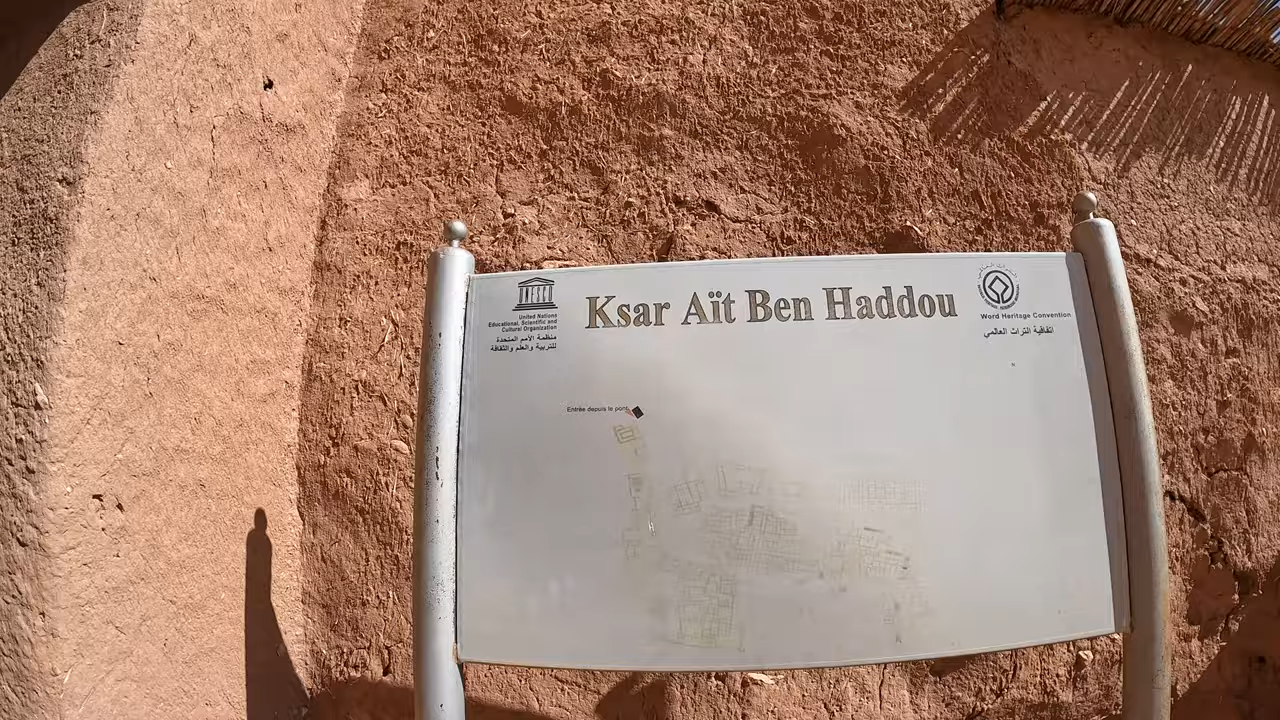 UNESCO
United Nations
Educational, Scientific and
Cultural Organization
منظمة الأمم المتحدة
للتربية والعلم والثقافة
Ksar Aït Ben Haddou
World Heritage Convention
اتفاقية التراث العالمي
N
Entrée depuis le pont